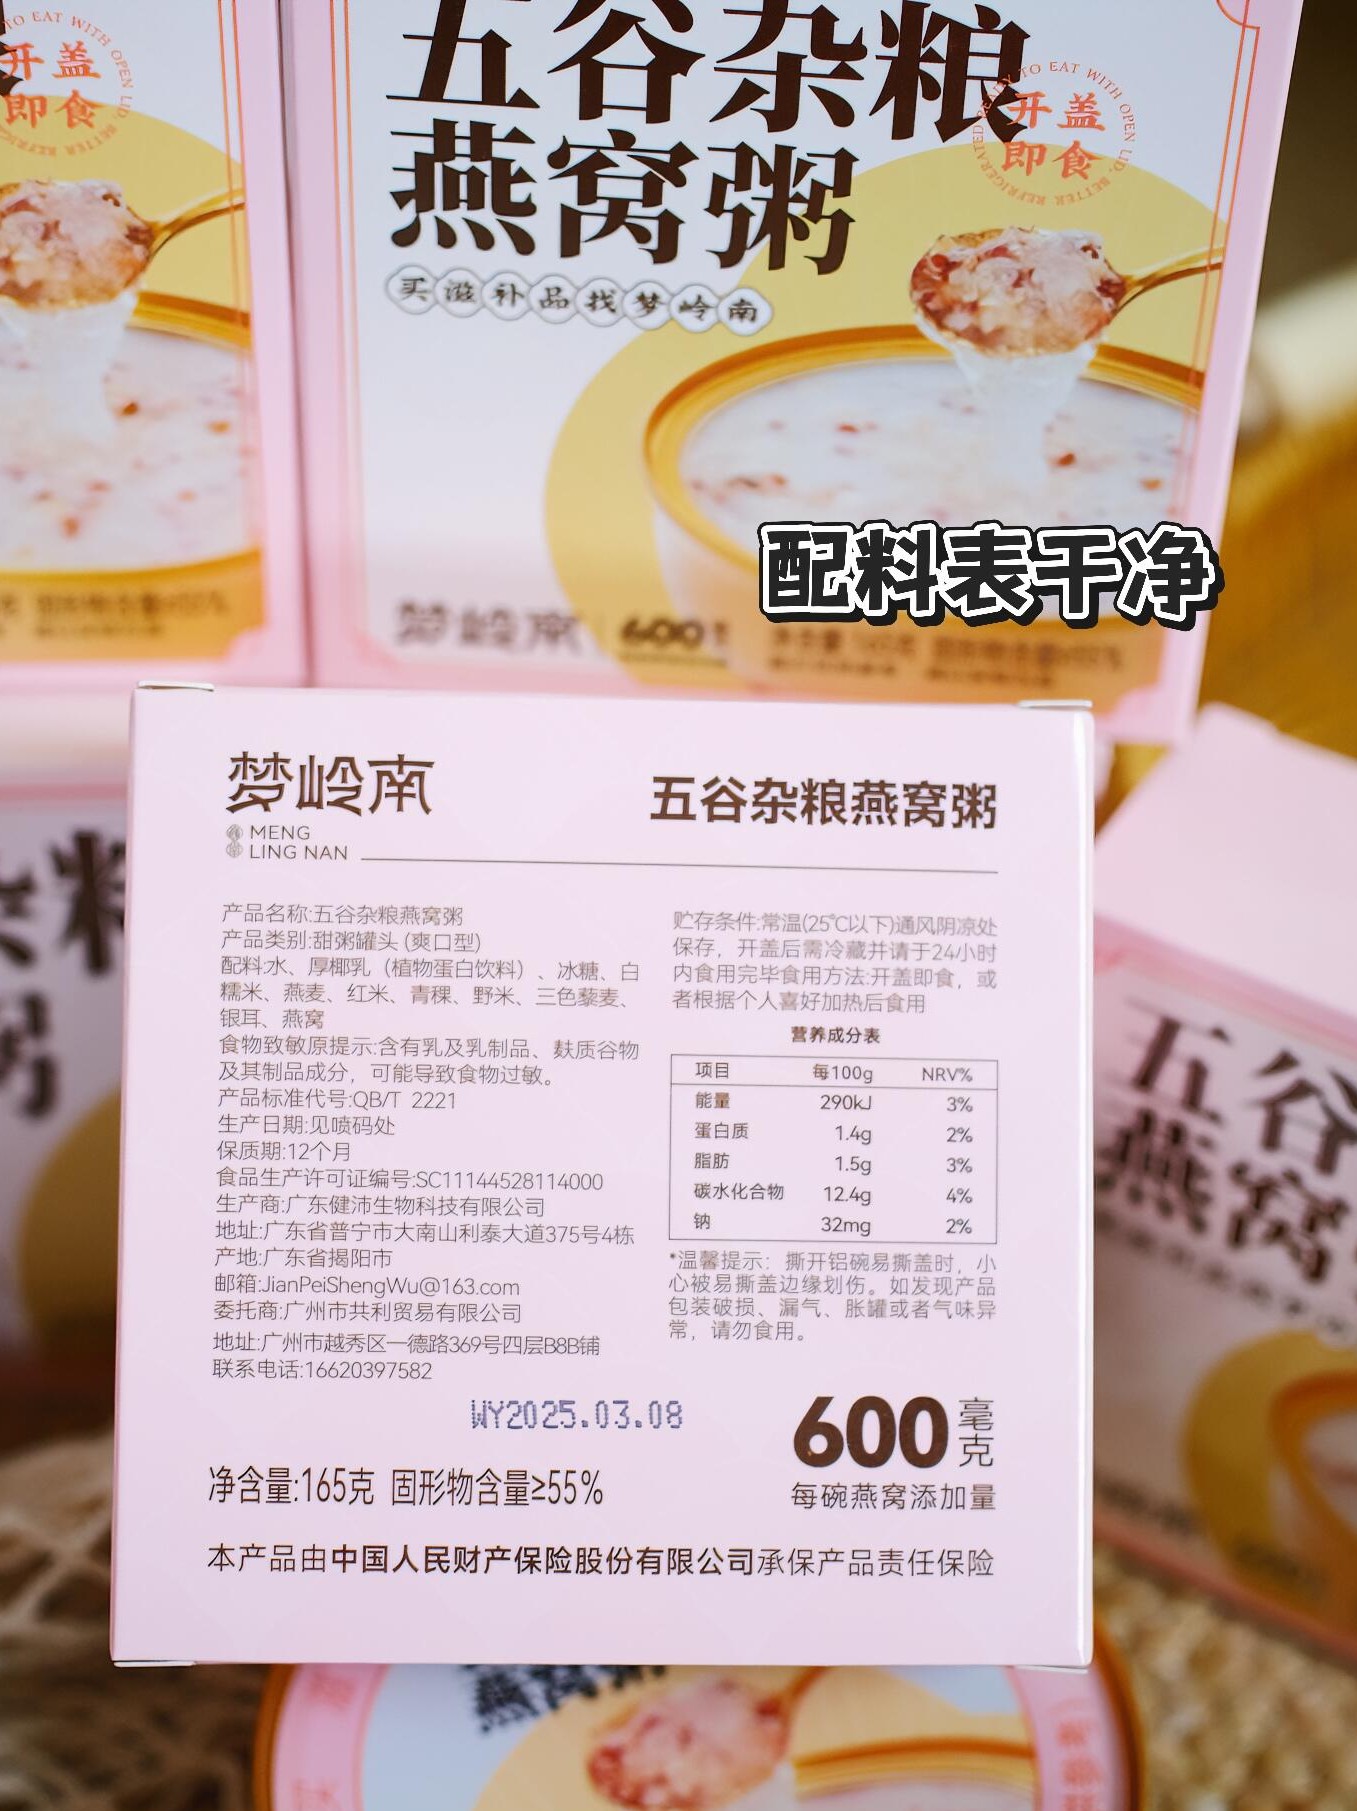 五谷杂粮
燕窝粥
买滋补品找梦岭南
READY TO EAT WITH OPEN LID, BETTER REFRIGERATED
开盖
即食
TO EAT WITH OPEN LID, BETTER
开盖
即食
配料表干净
梦岭南
600
梦岭南
MENG
LING NAN
五谷杂粮燕窝粥
产品名称:五谷杂粮燕窝粥
产品类别:甜粥罐头 (爽口型)
配料:水、厚椰乳（植物蛋白饮料）、冰糖、白
糯米、燕麦、红米、青稞、野米、三色藜麦、
银耳、燕窝
食物致敏原提示:含有乳及乳制品、麸质谷物
及其制品成分，可能导致食物过敏。
产品标准代号:QB/T 2221
生产日期:见喷码处
保质期:12个月
食品生产许可证编号:SC11144528114000
生产商:广东健沛生物科技有限公司
地址:广东省普宁市大南山利泰大道375号4栋
产地:广东省揭阳市
邮箱:JianPeiShengWu@163.com
委托商:广州市共利贸易有限公司
地址:广州市越秀区一德路369号四层B8B铺
联系电话:16620397582
贮存条件:常温(25℃以下)通风阴凉处
保存，开盖后需冷藏并请于24小时
内食用完毕食用方法:开盖即食，或
者根据个人喜好加热后食用
营养成分表
项目 每100g NRV%
能量 290kJ 3%
蛋白质 1.4g 2%
脂肪 1.5g 3%
碳水化合物 12.4g 4%
钠 32mg 2%
*温馨提示：撕开铝碗易撕盖时，小
心被易撕盖边缘划伤。如发现产品
包装破损、漏气、胀罐或者气味异
常，请勿食用。
WY2025.03.08
600毫克
每碗燕窝添加量
净含量:165克 固形物含量≥55%
本产品由中国人民财产保险股份有限公司承保产品责任保险
杂粮
粥
五谷
燕窝
燕窝粥